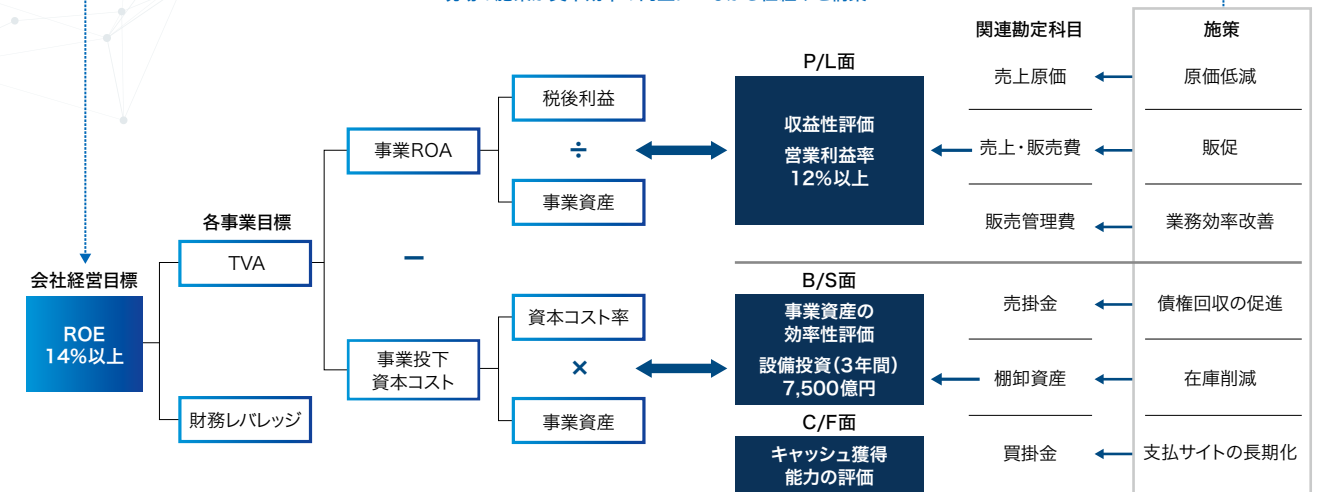 関連勘定科目
施策
P/L面
売上原価
原価低減
税後利益
収益性評価
営業利益率
12%以上
事業ROA
÷
売上・販売費
販促
事業資産
各事業目標
販売管理費
業務効率改善
TVA
−
会社経営目標
B/S面
ROE
14%以上
資本コスト率
事業資産の
効率性評価
設備投資(3年間)
7,500億円
売掛金
債権回収の促進
事業投下
資本コスト
×
棚卸資産
在庫削減
財務レバレッジ
事業資産
C/F面
キャッシュ獲得
能力の評価
買掛金
支払サイトの長期化